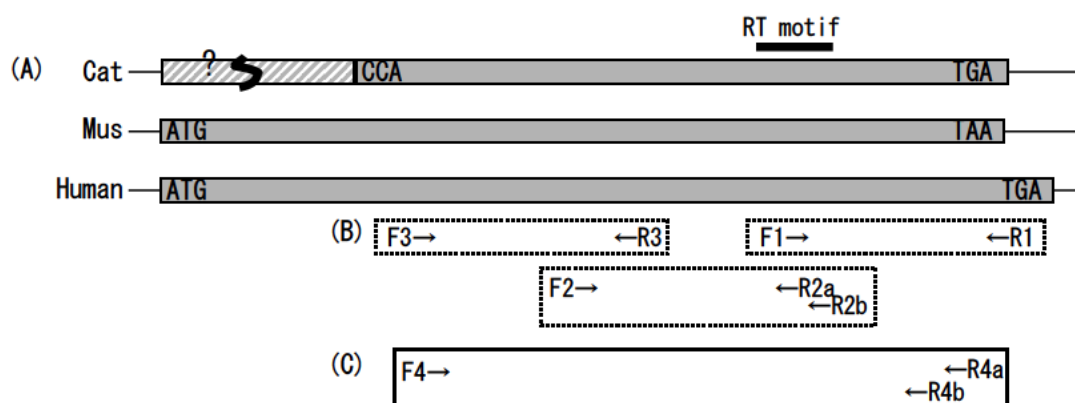 RT motif
(A) Cat ? CCA TGA
Mus ATG TAA
Human ATG TGA
(B) F3→ ←R3 F1→ ←R1
F2→ ←R2a
←R2b
(C) F4→ ←R4a
←R4b